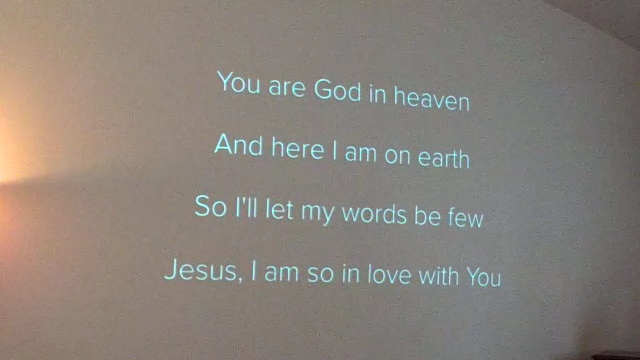 You are God in heaven
And here I am on earth
So I'll let my words be few
Jesus, I am so in love with You